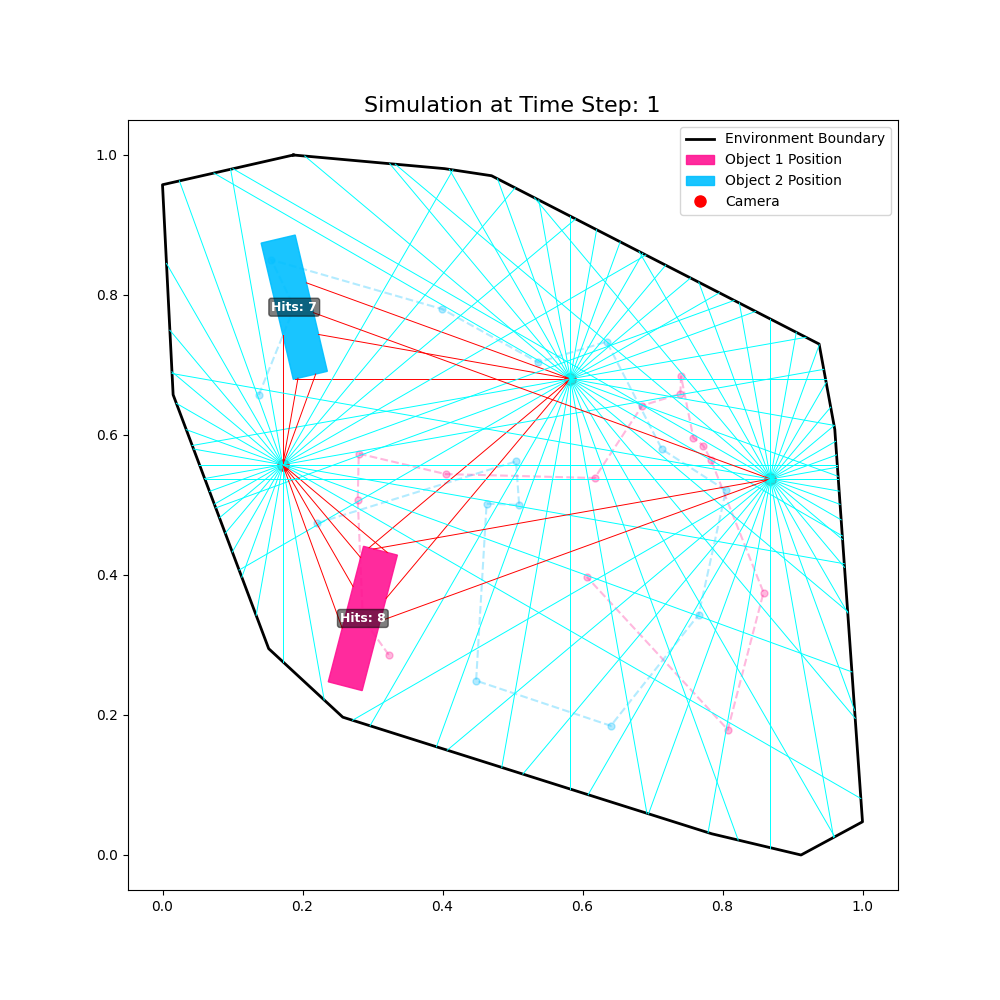 Simulation at Time Step: 1
Environment Boundary
Object 1 Position
Object 2 Position
Camera
1.0
0.8
0.6
0.4
0.2
0.0
Hits: 7
Hits: 8
0.0 0.2 0.4 0.6 0.8 1.0